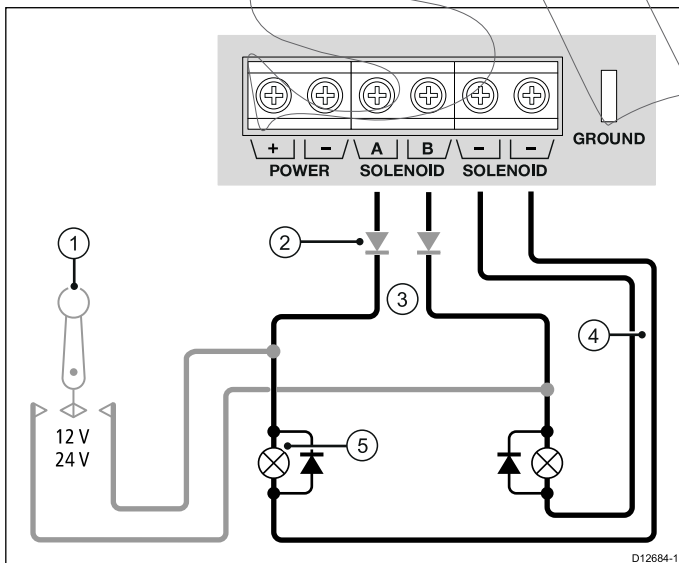 + - A B - -
POWER SOLENOID SOLENOID
GROUND
1
2
3
4
12 V
24 V
5
D12684-1